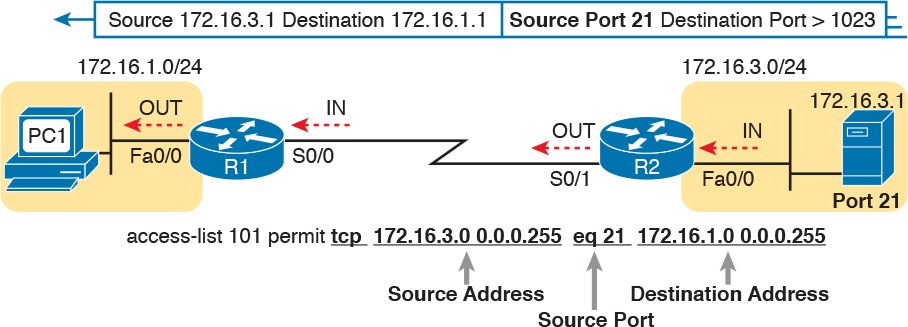 Source 172.16.3.1 Destination 172.16.1.1 Source Port 21 Destination Port > 1023
172.16.1.0/24
172.16.3.0/24
172.16.3.1
OUT
IN
OUT
IN
PC1
R1
R2
Fa0/0
S0/0
S0/1
Fa0/0
Port 21
access-list 101 permit tcp 172.16.3.0 0.0.0.255 eq 21 172.16.1.0 0.0.0.255
Source Address
Destination Address
Source Port